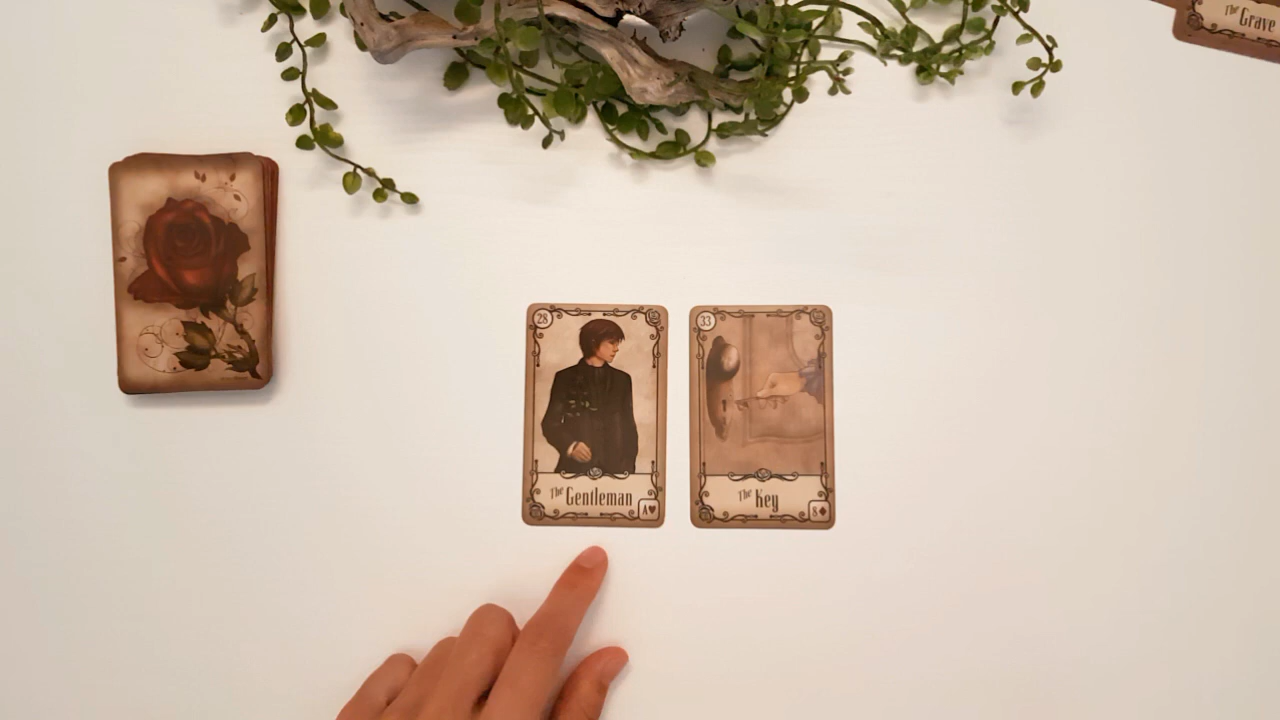 The Grave
28
The Gentleman
A♥
33
The Key
8♦